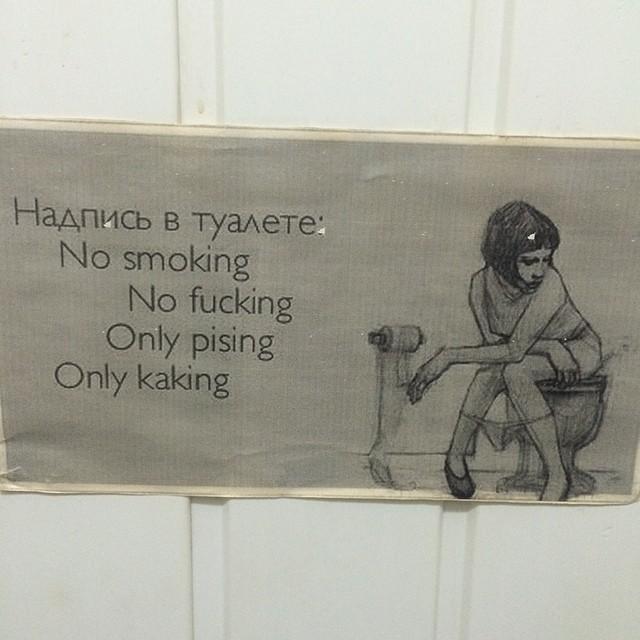 Надпись в туалете:
No smoking
No fucking
Only pising
Only kaking